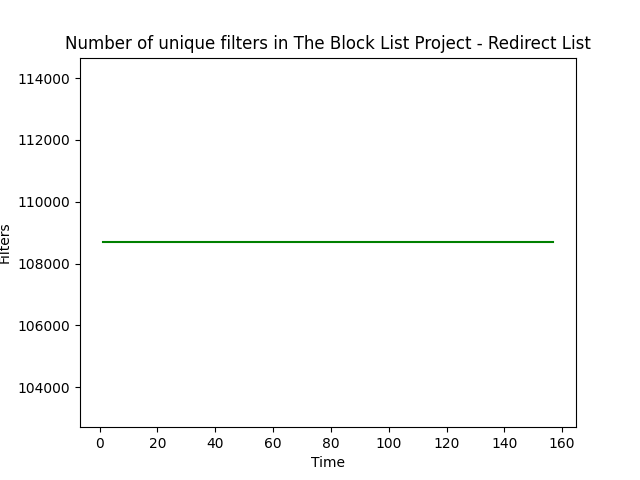 Number of unique filters in The Block List Project - Redirect List
114000
112000
110000
108000
106000
104000
Filters
0 20 40 60 80 100 120 140 160
Time